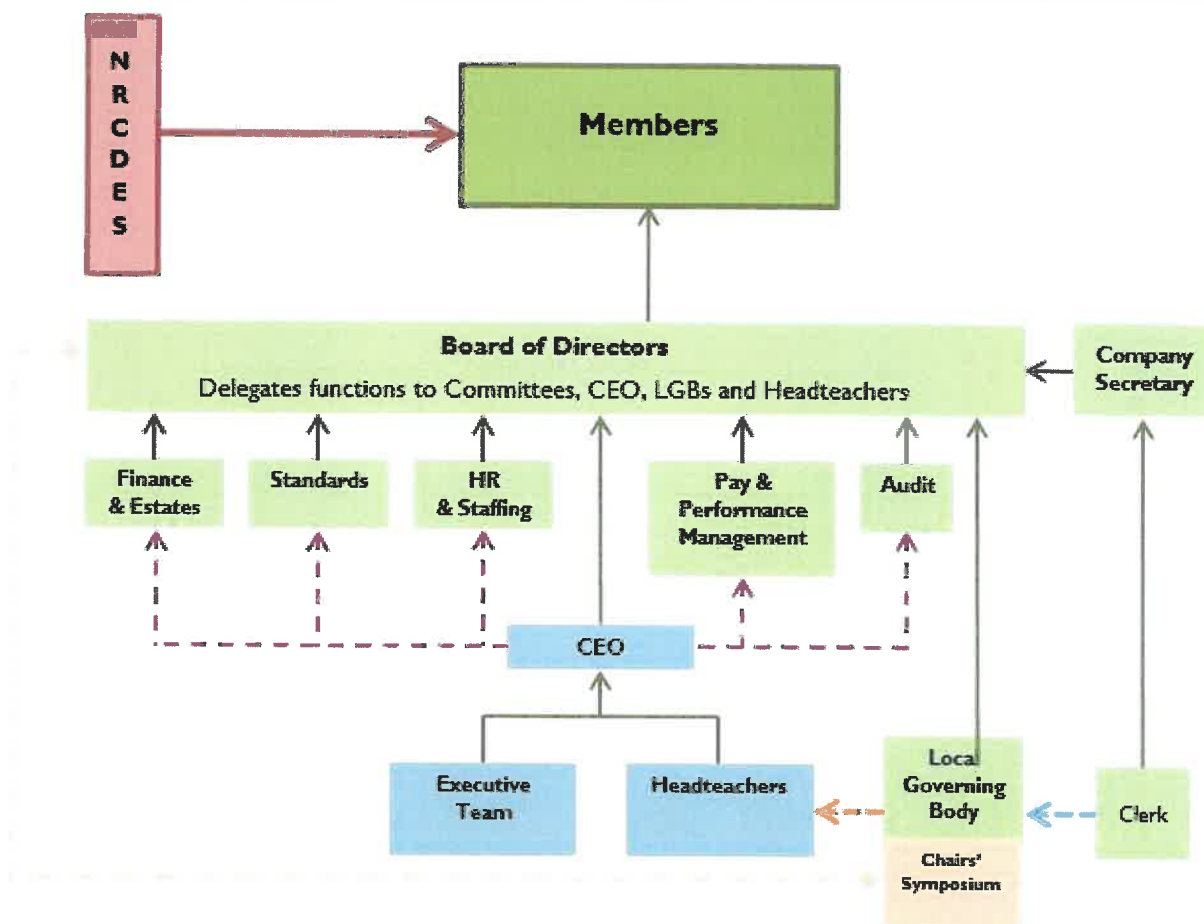 N
R
C
D
E
S
Members
Board of Directors
Delegates functions to Committees, CEO, LGBs and Headteachers
Company
Secretary
Finance
& Estates
Standards
HR
& Staffing
Pay &
Performance
Management
Audit
CEO
Executive
Team
Headteachers
Local
Governing
Body
Clerk
Chairs'
Symposium